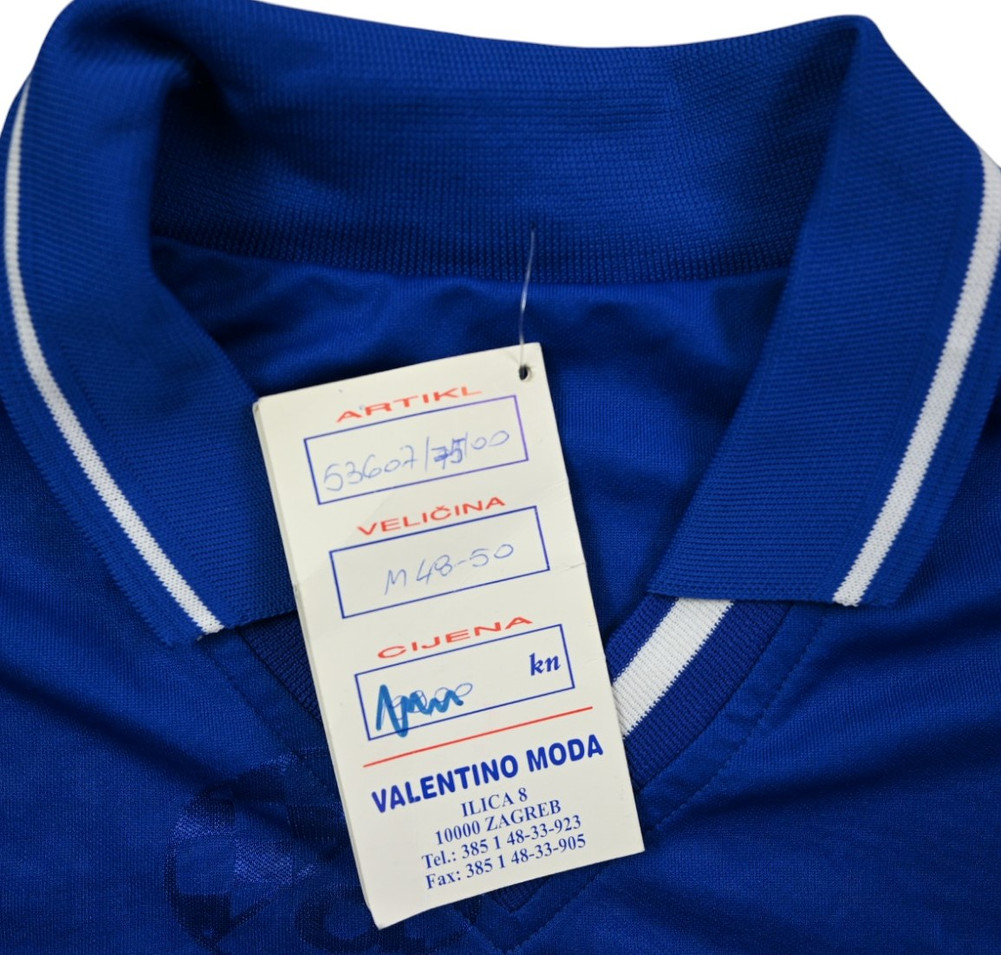 ARTIKL
53607/75/00
VELIČINA
M 48-50
CIJENA
kn
VALENTINO MODA
ILICA 8
10000 ZAGREB
Tel.: 385 1 48-33-923
Fax: 385 1 48-33-905